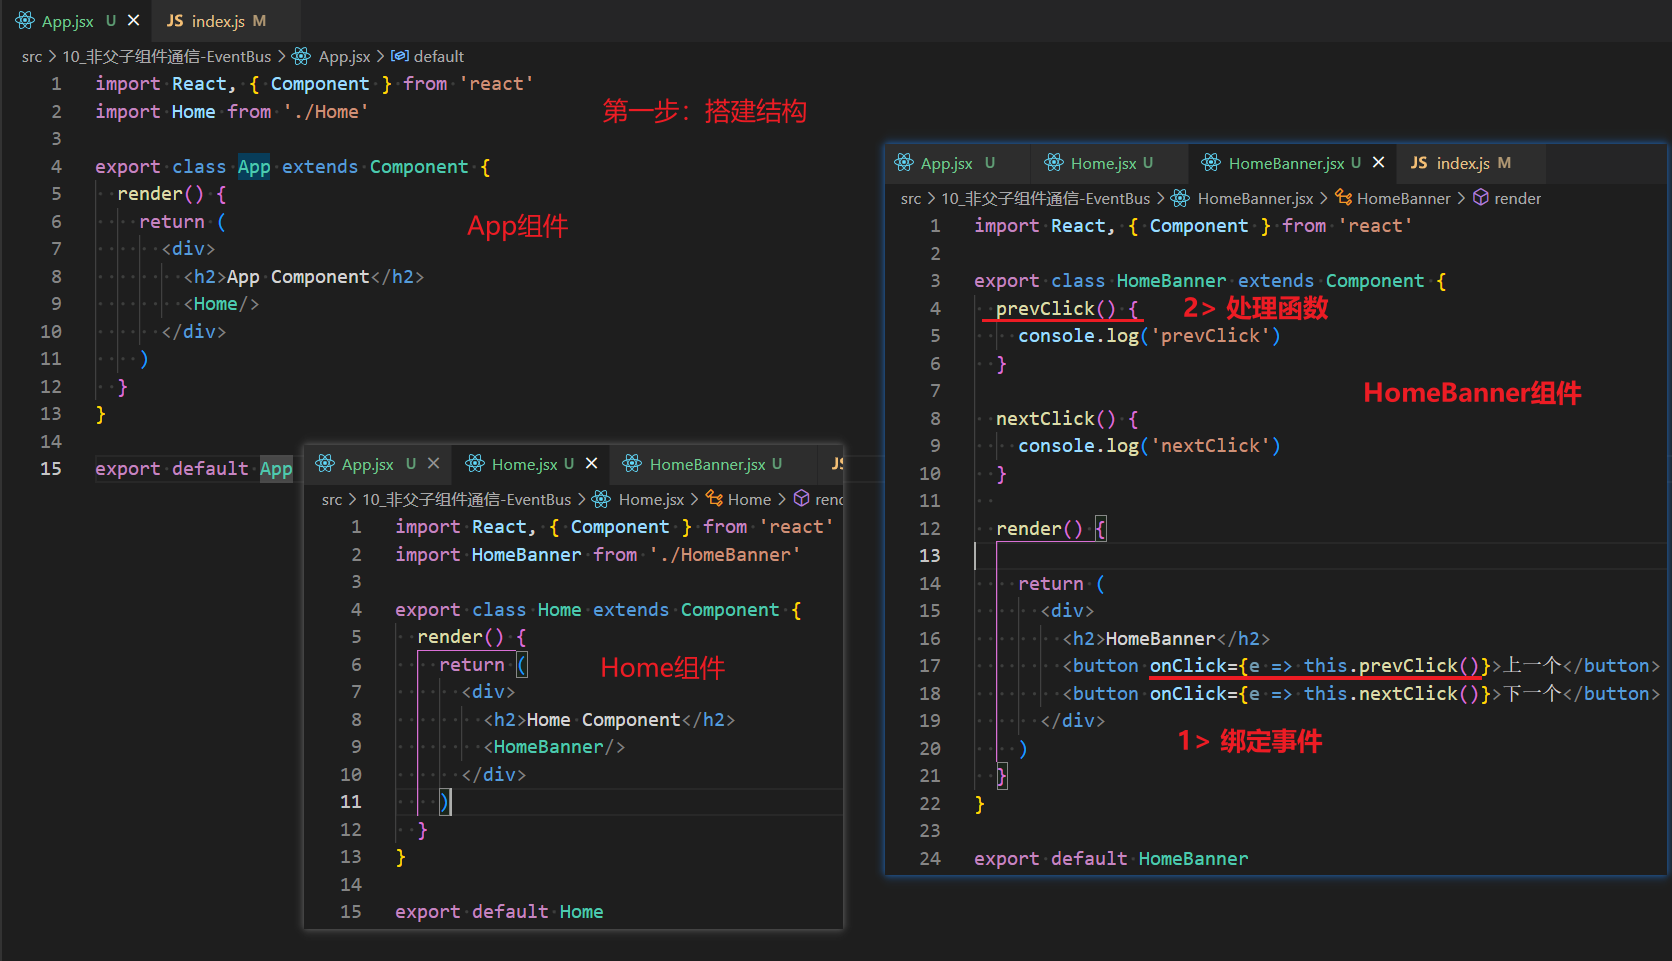 App.jsx U
JS index.js M
src > 10_非父子组件通信-EventBus > App.jsx > default
1 import React, { Component } from 'react'
2 import Home from './Home'
3
4 export class App extends Component {
5 render() {
6 return (
7 <div>
8 <h2>App Component</h2>
9 <Home/>
10 </div>
11 )
12 }
13 }
14
15 export default App
第一步：搭建结构
App组件
App.jsx U
Home.jsx U
HomeBanner.jsx U
src > 10_非父子组件通信-EventBus > Home.jsx > Home > 
1 import React, { Component } from 'react'
2 import HomeBanner from './HomeBanner'
3
4 export class Home extends Component {
5 render() {
6 return (
7 <div>
8 <h2>Home Component</h2>
9 <HomeBanner/>
10 </div>
11 )
12 }
13 }
14
15 export default Home
Home组件
App.jsx U
Home.jsx U
HomeBanner.jsx U
JS index.js M
src > 10_非父子组件通信-EventBus > HomeBanner.jsx > HomeBanner > render
1 import React, { Component } from 'react'
2
3 export class HomeBanner extends Component {
4 prevClick() {
5 console.log('prevClick')
6 }
7
8 nextClick() {
9 console.log('nextClick')
10 }
11
12 render() {
13
14 return (
15 <div>
16 <h2>HomeBanner</h2>
17 <button onClick={e => this.prevClick()}>上一个</button>
18 <button onClick={e => this.nextClick()}>下一个</button>
19 </div>
20 )
21 }
22 }
23
24 export default HomeBanner
2> 处理函数
HomeBanner组件
1> 绑定事件